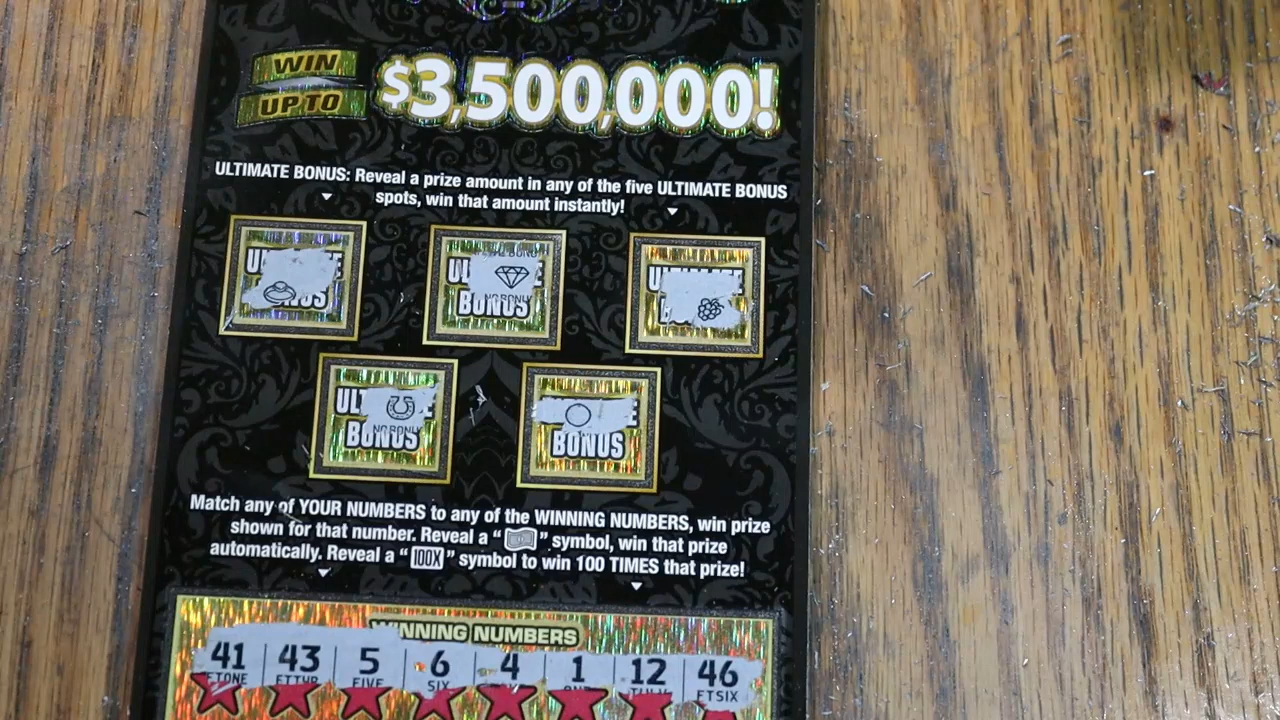 WIN
UP TO
$3,500,000!
ULTIMATE BONUS: Reveal a prize amount in any of the five ULTIMATE BONUS
spots, win that amount instantly!
BONUS
BONUS
BONUS
Match any of YOUR NUMBERS to any of the WINNING NUMBERS, win prize
shown for that number. Reveal a " " symbol, win that prize
automatically. Reveal a "100X" symbol to win 100 TIMES that prize!
WINNING NUMBERS
41 43 5 6 4 1 12 46
FTONE FTTHR FIVE SIX FTSIX